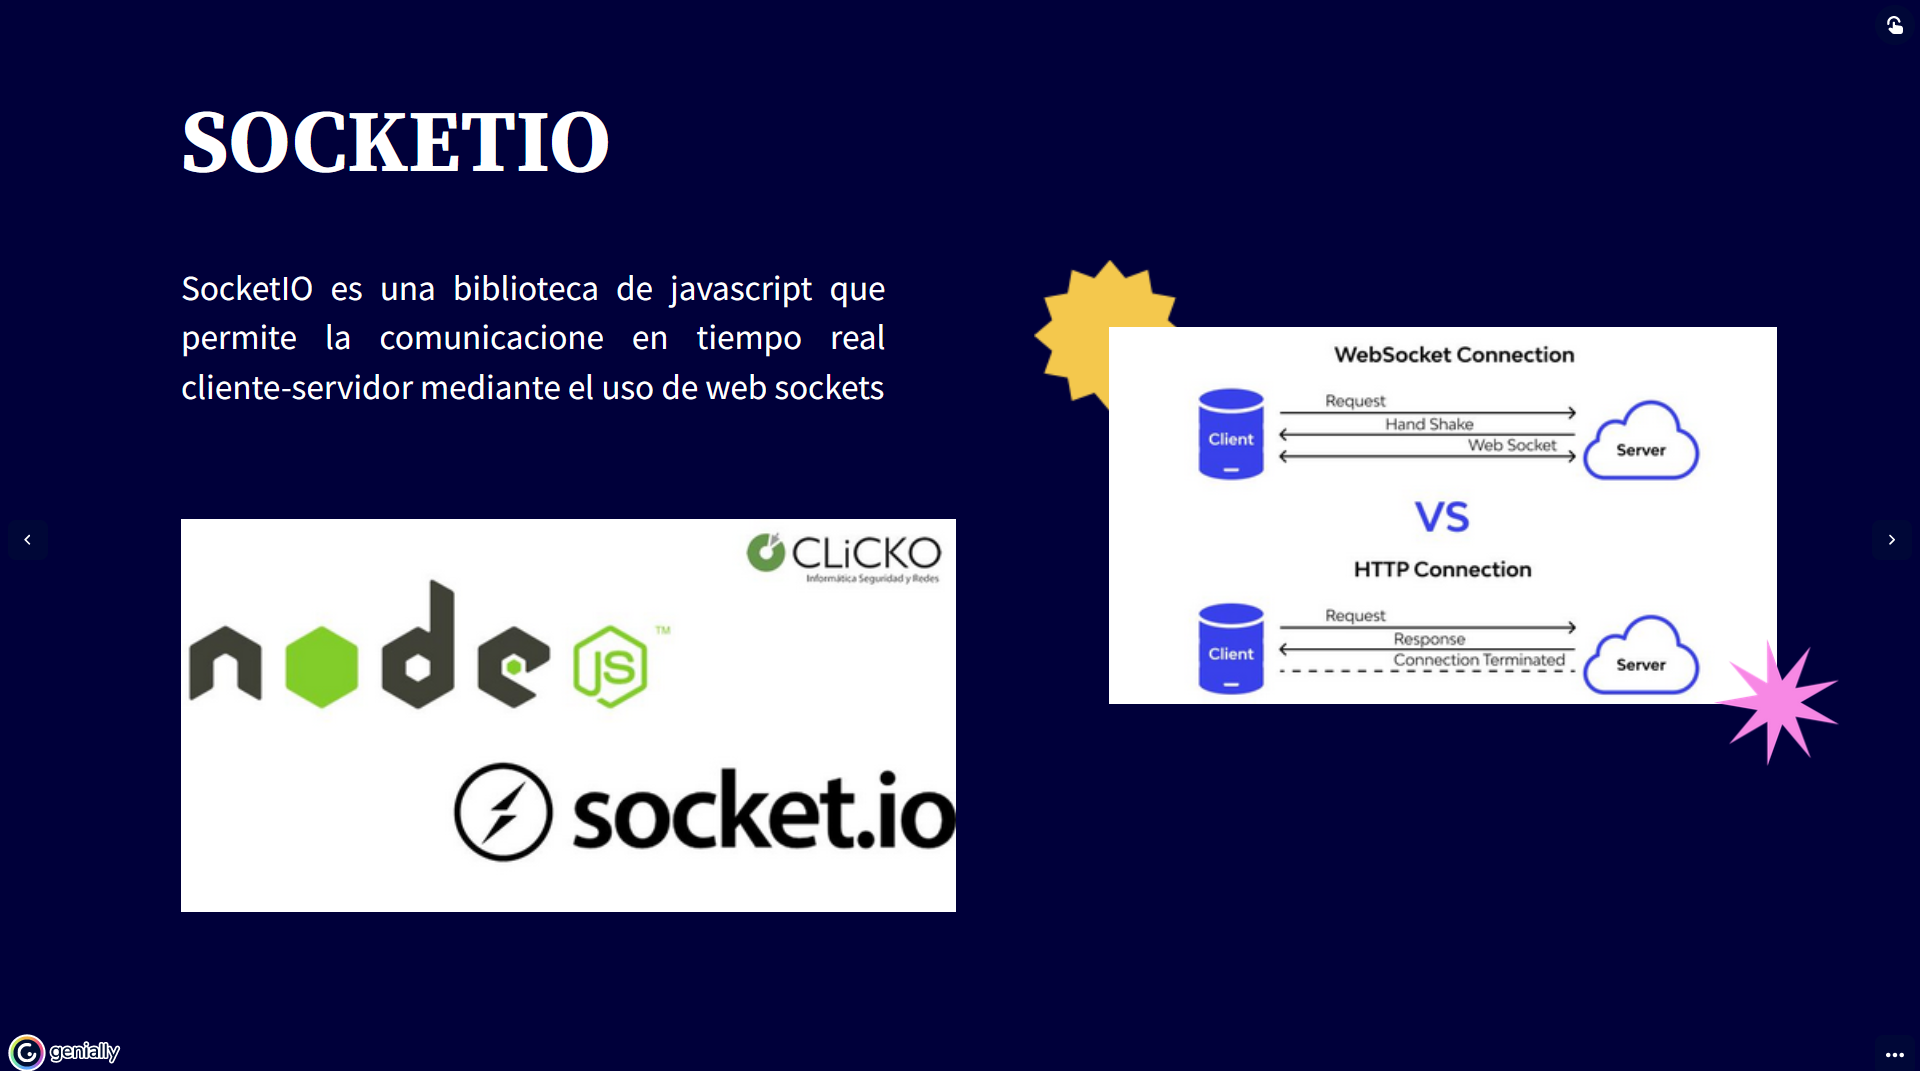 SOCKETIO
SocketIO es una biblioteca de javascript que
permite la comunicacione en tiempo real
cliente-servidor mediante el uso de web sockets
CLiCKO
Informática Seguridad y Redes
node JS ™
socket.io
WebSocket Connection
Request
Hand Shake
Web Socket
Client
Server
VS
HTTP Connection
Request
Response
Connection Terminated
Client
Server
genially